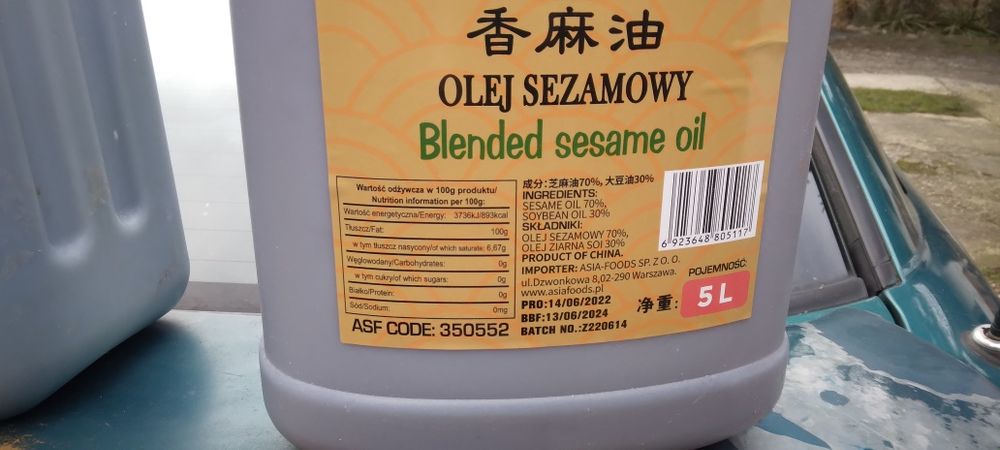 香麻油
OLEJ SEZAMOWY
Blended sesame oil
Wartość odżywcza w 100g produktu/
Nutrition information per 100g:
Wartość energetyczna/Energy: 3736kJ/893kcal
Tłuszcz/Fat: 100g
w tym tłuszcz nasycony/of which saturate: 6,67g
Węglowodany/Carbohydrates: 0g
w tym cukry/of which sugars: 0g
Białko/Protein: 0g
Sód/Sodium: 0mg
ASF CODE: 350552
成分:芝麻油70%, 大豆油30%
INGREDIENTS:
SESAME OIL 70%,
SOYBEAN OIL 30%
SKŁADNIKI:
OLEJ SEZAMOWY 70%,
OLEJ ZIARNA SOI 30%
PRODUCT OF CHINA.
IMPORTER: ASIA-FOODS SP. Z O. O.
ul.Dzwonkowa 8,02-290 Warszawa.
www.asiafoods.pl
PRO:14/06/2022
BBF:13/06/2024
BATCH NO.:Z220614
6 923648 805117
POJEMNOŚĆ:
净重: 5 L